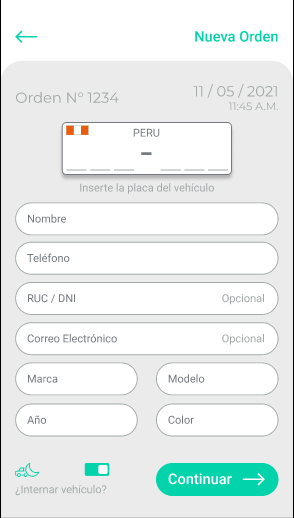 Nueva Orden
Orden N° 1234
11 / 05 / 2021
11:45 A.M.
PERU
–
Inserte la placa del vehículo
Nombre
Teléfono
RUC / DNI Opcional
Correo Electrónico Opcional
Marca Modelo
Año Color
¿Internar vehículo?
Continuar